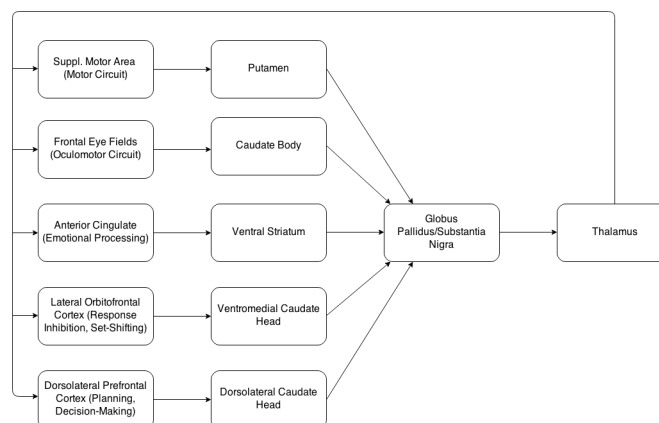 Suppl. Motor Area
(Motor Circuit)
Putamen
Frontal Eye Fields
(Oculomotor Circuit)
Caudate Body
Anterior Cingulate
(Emotional Processing)
Ventral Striatum
Globus
Pallidus/Substantia
Nigra
Thalamus
Lateral Orbitofrontal
Cortex (Response
Inhibition, Set-Shifting)
Ventromedial Caudate
Head
Dorsolateral Prefrontal
Cortex (Planning,
Decision-Making)
Dorsolateral Caudate
Head